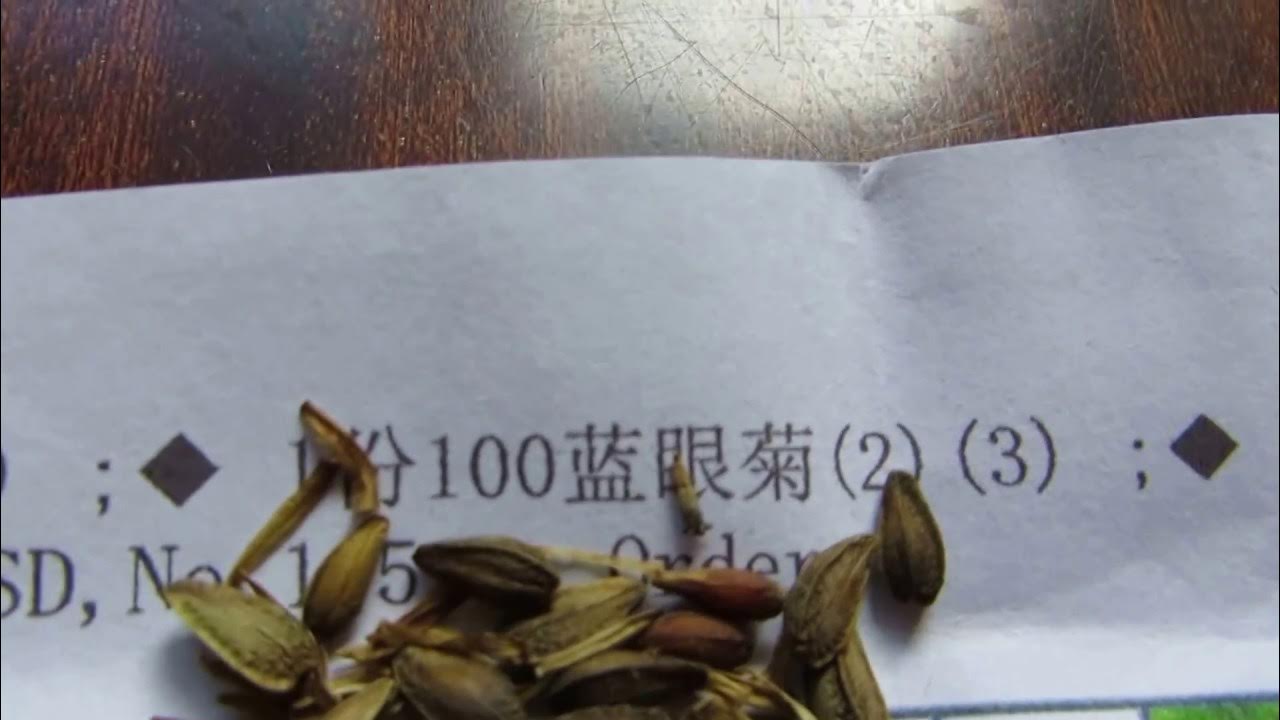 ) ;◆ 1份100蓝眼菊(2)(3) ;◆
SD, No 1 5 Order